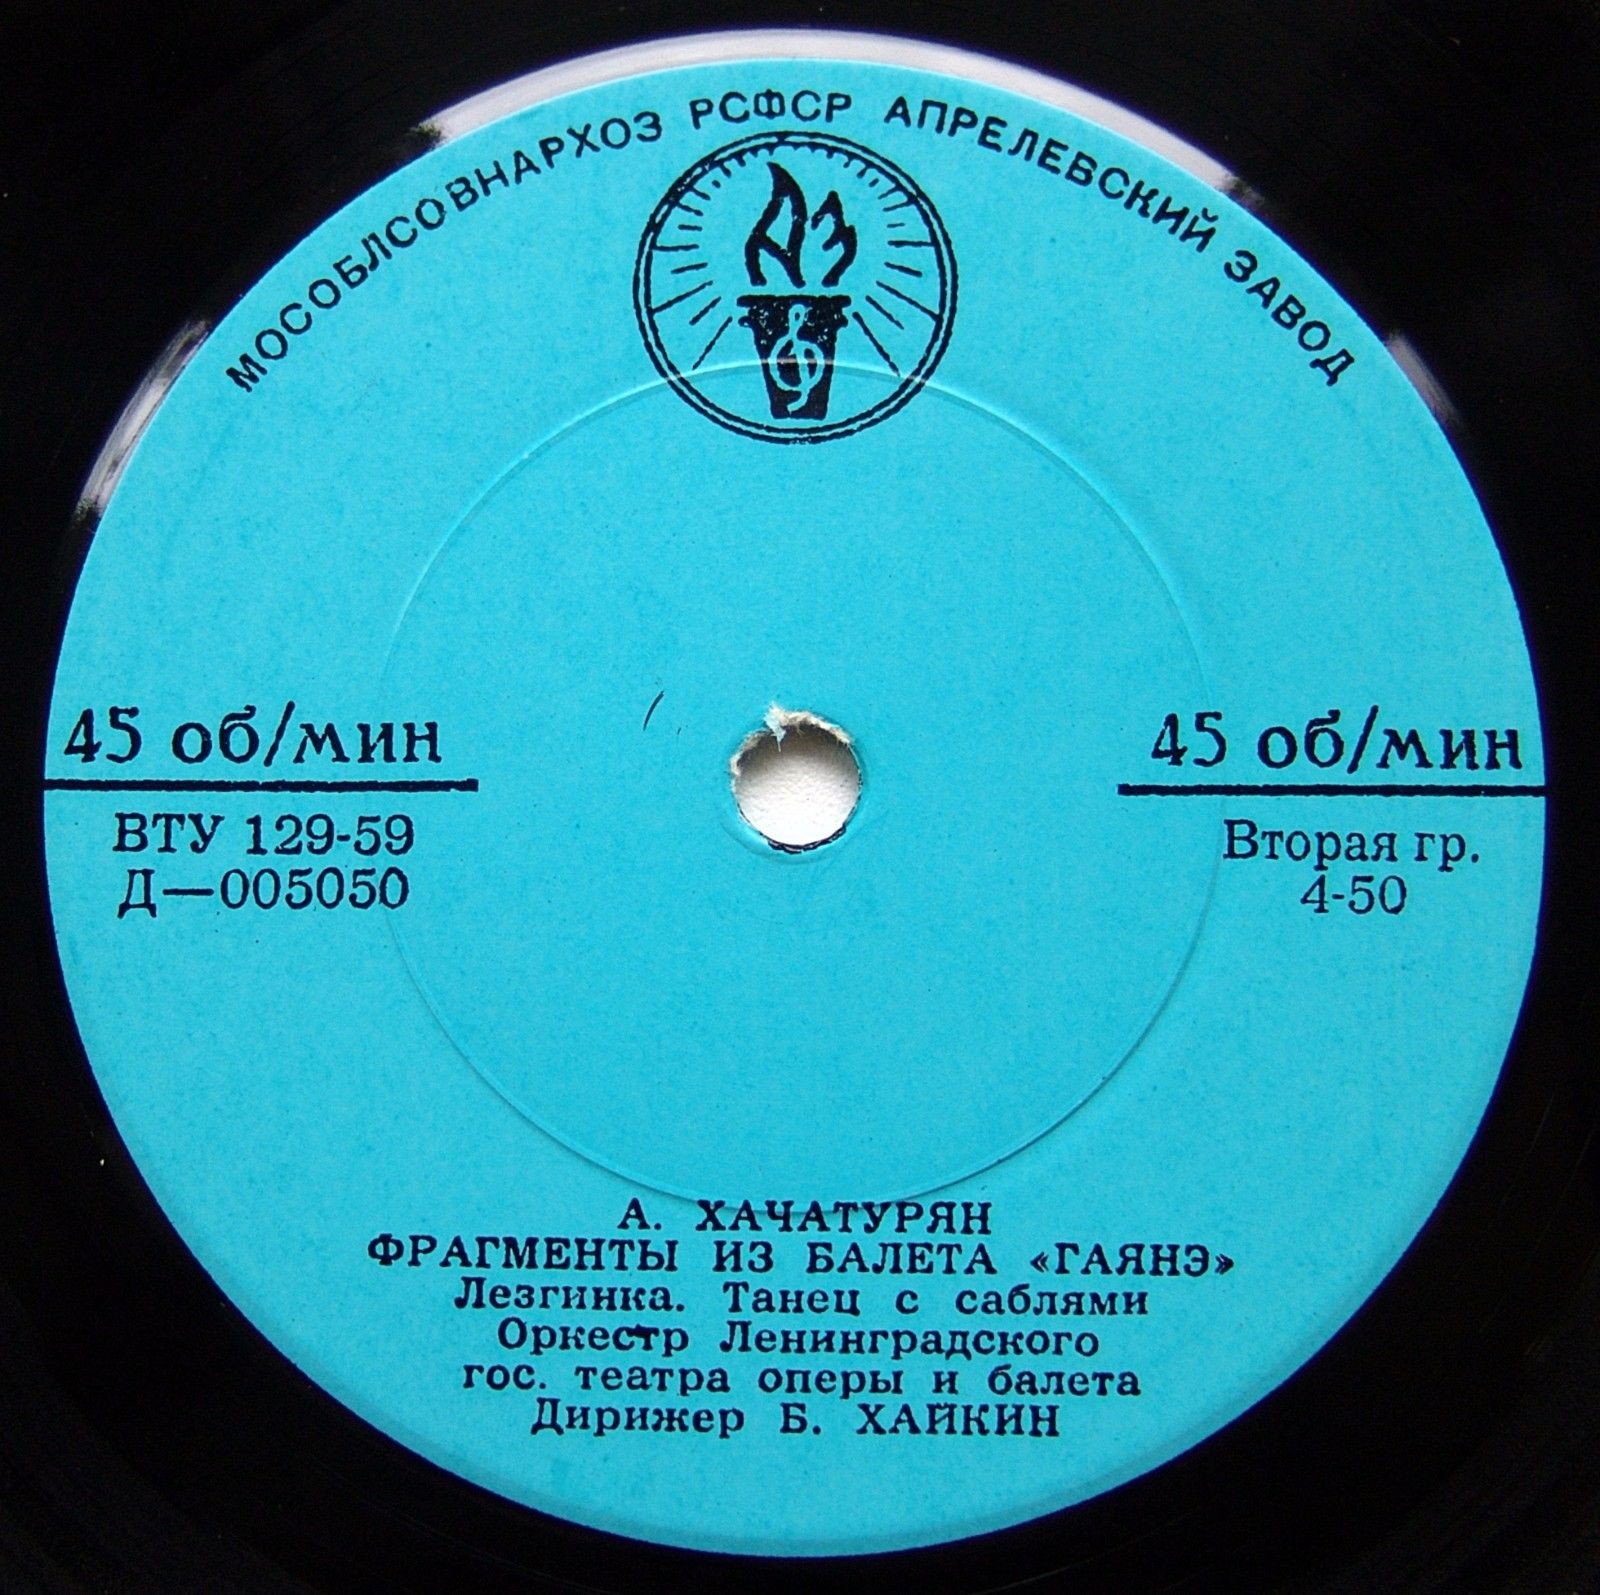 МОСОБЛСОВНАРХОЗ РСФСР АПРЕЛЕВСКИЙ ЗАВОД
АЗ
45 об/мин
ВТУ 129-59
Д—005050
45 об/мин
Вторая гр.
4-50
А. ХАЧАТУРЯН
ФРАГМЕНТЫ ИЗ БАЛЕТА «ГАЯНЭ»
Лезгинка. Танец с саблями
Оркестр Ленинградского
гос. театра оперы и балета
Дирижер Б. ХАЙКИН